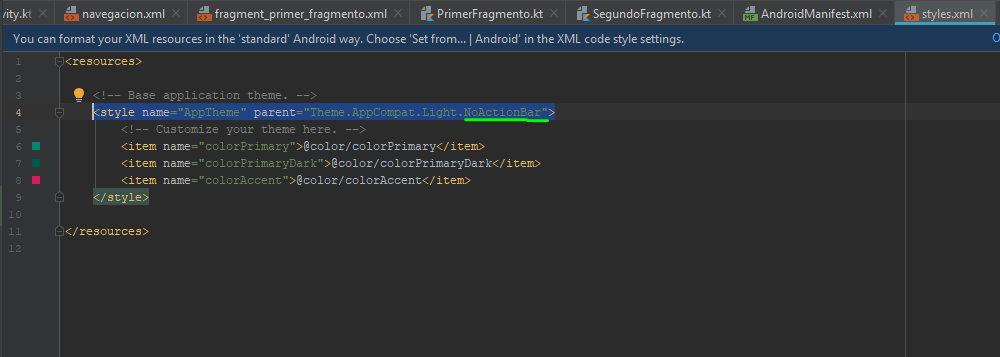 vity.kt navegacion.xml fragment_primer_fragmento.xml PrimerFragmento.kt SegundoFragmento.kt AndroidManifest.xml styles.xml
You can format your XML resources in the 'standard' Android way. Choose 'Set from... | Android' in the XML code style settings. O
1 <resources>
2
3 <!-- Base application theme. -->
4 <style name="AppTheme" parent="Theme.AppCompat.Light.NoActionBar">
5 <!-- Customize your theme here. -->
6 <item name="colorPrimary">@color/colorPrimary</item>
7 <item name="colorPrimaryDark">@color/colorPrimaryDark</item>
8 <item name="colorAccent">@color/colorAccent</item>
9 </style>
10
11 </resources>
12